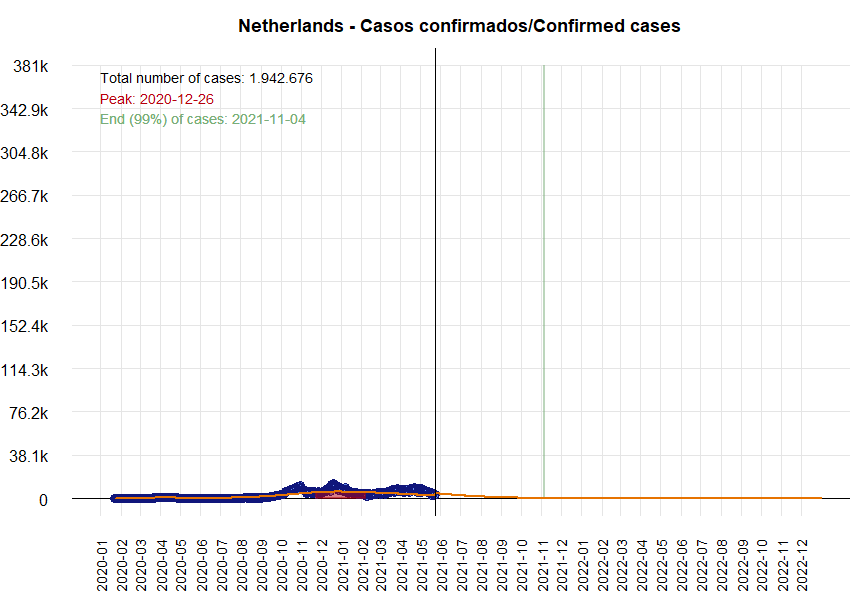 Netherlands - Casos confirmados/Confirmed cases
381k
342.9k
304.8k
266.7k
228.6k
190.5k
152.4k
114.3k
76.2k
38.1k
0
Total number of cases: 1.942.676
Peak: 2020-12-26
End (99%) of cases: 2021-11-04
2020-01
2020-02
2020-03
2020-04
2020-05
2020-06
2020-07
2020-08
2020-09
2020-10
2020-11
2020-12
2021-01
2021-02
2021-03
2021-04
2021-05
2021-06
2021-07
2021-08
2021-09
2021-10
2021-11
2021-12
2022-01
2022-02
2022-03
2022-04
2022-05
2022-06
2022-07
2022-08
2022-09
2022-10
2022-11
2022-12